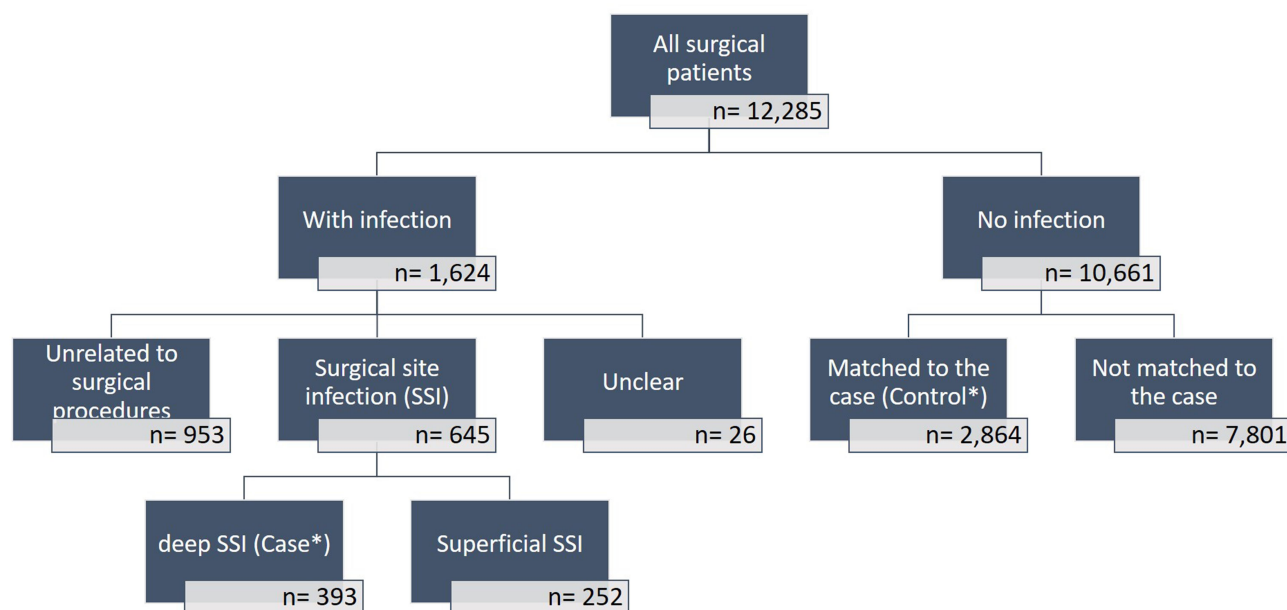 All surgical
patients
n= 12,285
With infection
n= 1,624
No infection
n= 10,661
Unrelated to
surgical
procedures
n= 953
Surgical site
infection (SSI)
n= 645
Unclear
n= 26
Matched to the
case (Control*)
n= 2,864
Not matched to
the case
n= 7,801
deep SSI (Case*)
n= 393
Superficial SSI
n= 252